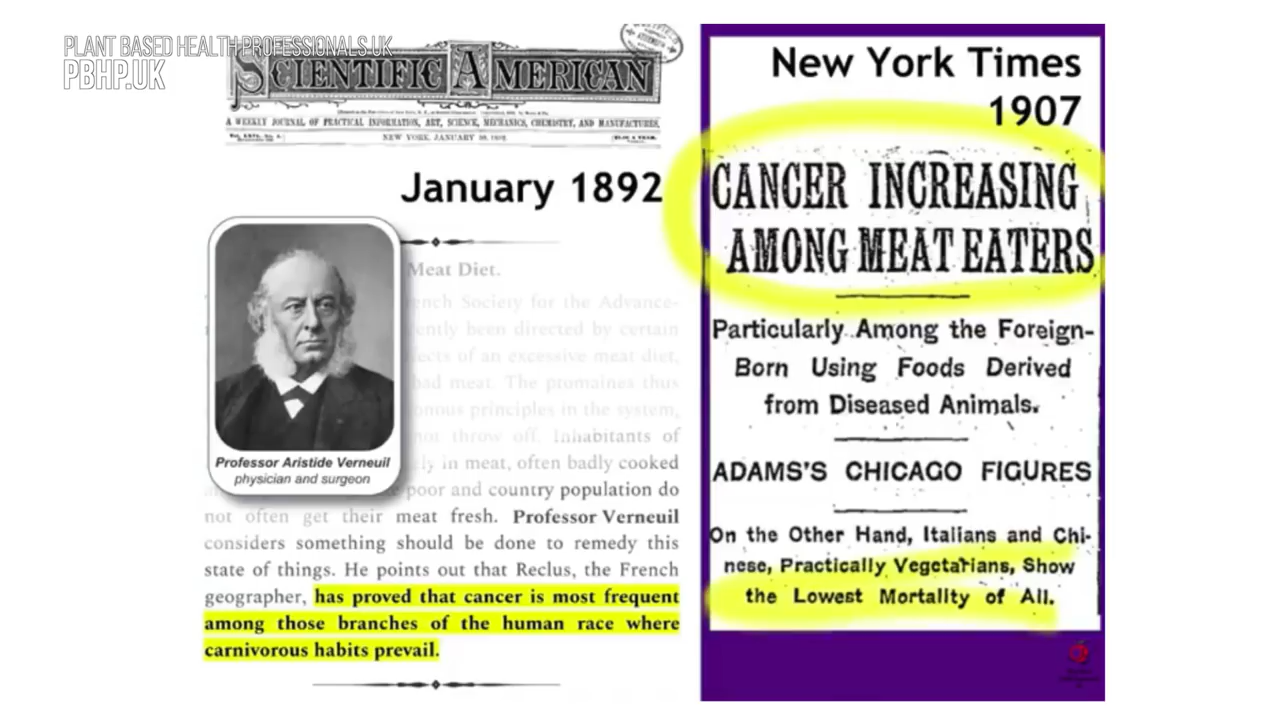 PLANT BASED HEALTH PROFESSIONALS UK
PBHP.UK
SCIENTIFIC AMERICAN
A WEEKLY JOURNAL OF PRACTICAL INFORMATION, ART, SCIENCE, MECHANICS, CHEMISTRY, AND MANUFACTURES.
NEW YORK, JANUARY
January 1892
Meat Diet.
Society for the Advance-
been directed by certain
of an excessive meat diet,
bad meat. The ptomaines thus
principles in the system,
not throw off. Inhabitants of
in meat, often badly cooked
poor and country population do
not often get their meat fresh. Professor Verneuil
considers something should be done to remedy this
state of things. He points out that Reclus, the French
geographer, has proved that cancer is most frequent
among those branches of the human race where
carnivorous habits prevail.
Professor Aristide Verneuil
physician and surgeon
New York Times
1907
CANCER INCREASING
AMONG MEAT EATERS
Particularly Among the Foreign-
Born Using Foods Derived
from Diseased Animals.
ADAMS'S CHICAGO FIGURES
On the Other Hand, Italians and Chi-
nese, Practically Vegetarians, Show
the Lowest Mortality of All.